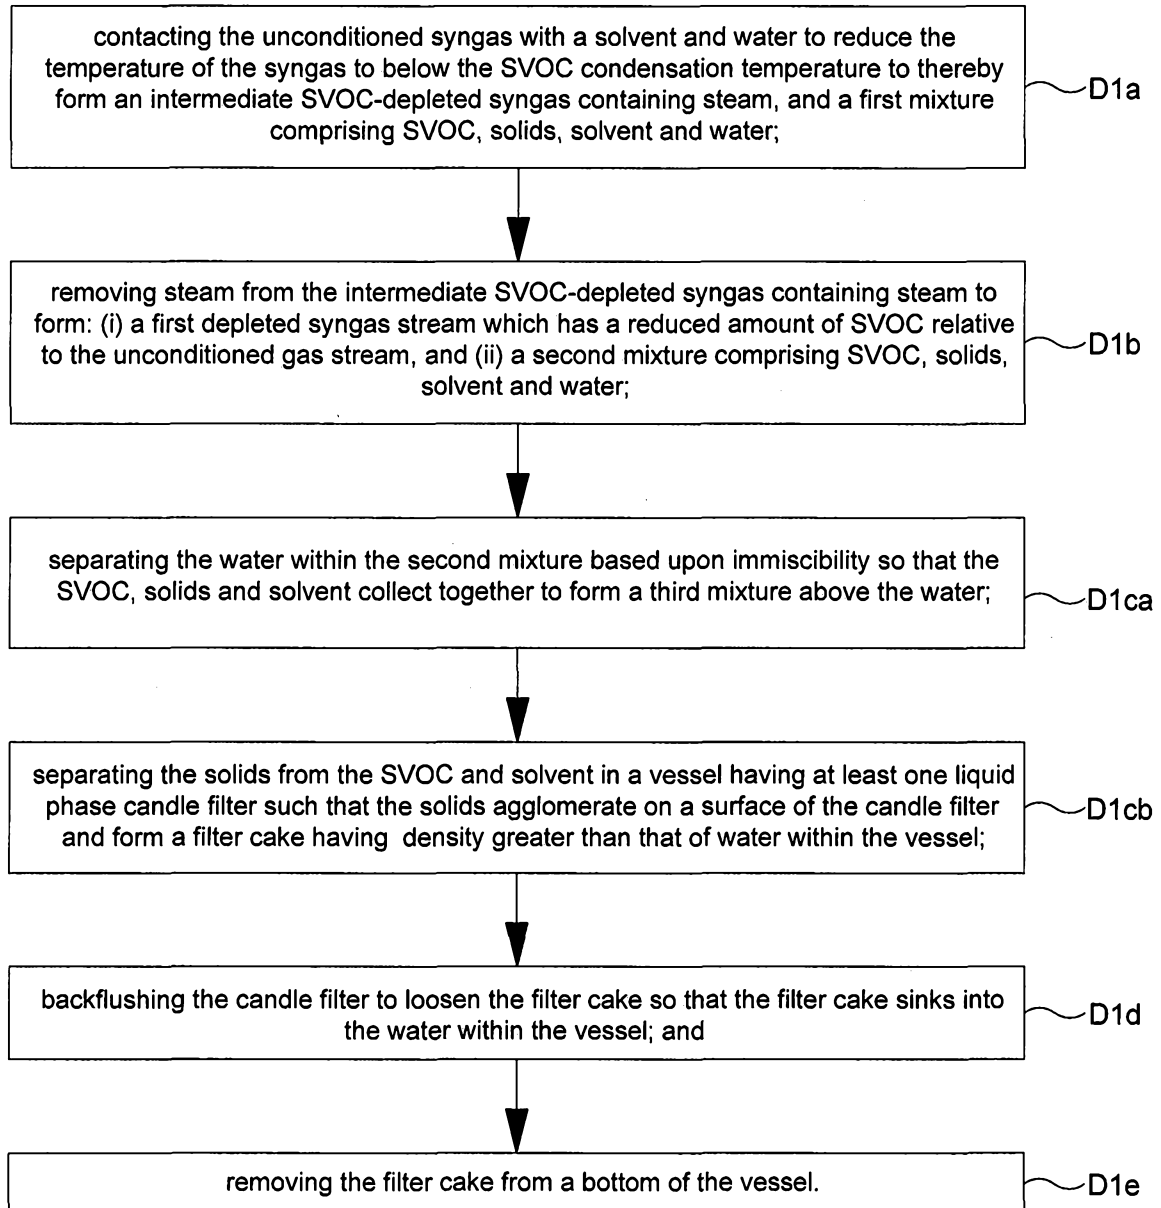 contacting the unconditioned syngas with a solvent and water to reduce the
temperature of the syngas to below the SVOC condensation temperature to thereby
form an intermediate SVOC-depleted syngas containing steam, and a first mixture
comprising SVOC, solids, solvent and water;
D1a
removing steam from the intermediate SVOC-depleted syngas containing steam to
form: (i) a first depleted syngas stream which has a reduced amount of SVOC relative
to the unconditioned gas stream, and (ii) a second mixture comprising SVOC, solids,
solvent and water;
D1b
separating the water within the second mixture based upon immiscibility so that the
SVOC, solids and solvent collect together to form a third mixture above the water;
D1ca
separating the solids from the SVOC and solvent in a vessel having at least one liquid
phase candle filter such that the solids agglomerate on a surface of the candle filter
and form a filter cake having density greater than that of water within the vessel;
D1cb
backflushing the candle filter to loosen the filter cake so that the filter cake sinks into
the water within the vessel; and
D1d
removing the filter cake from a bottom of the vessel.
D1e